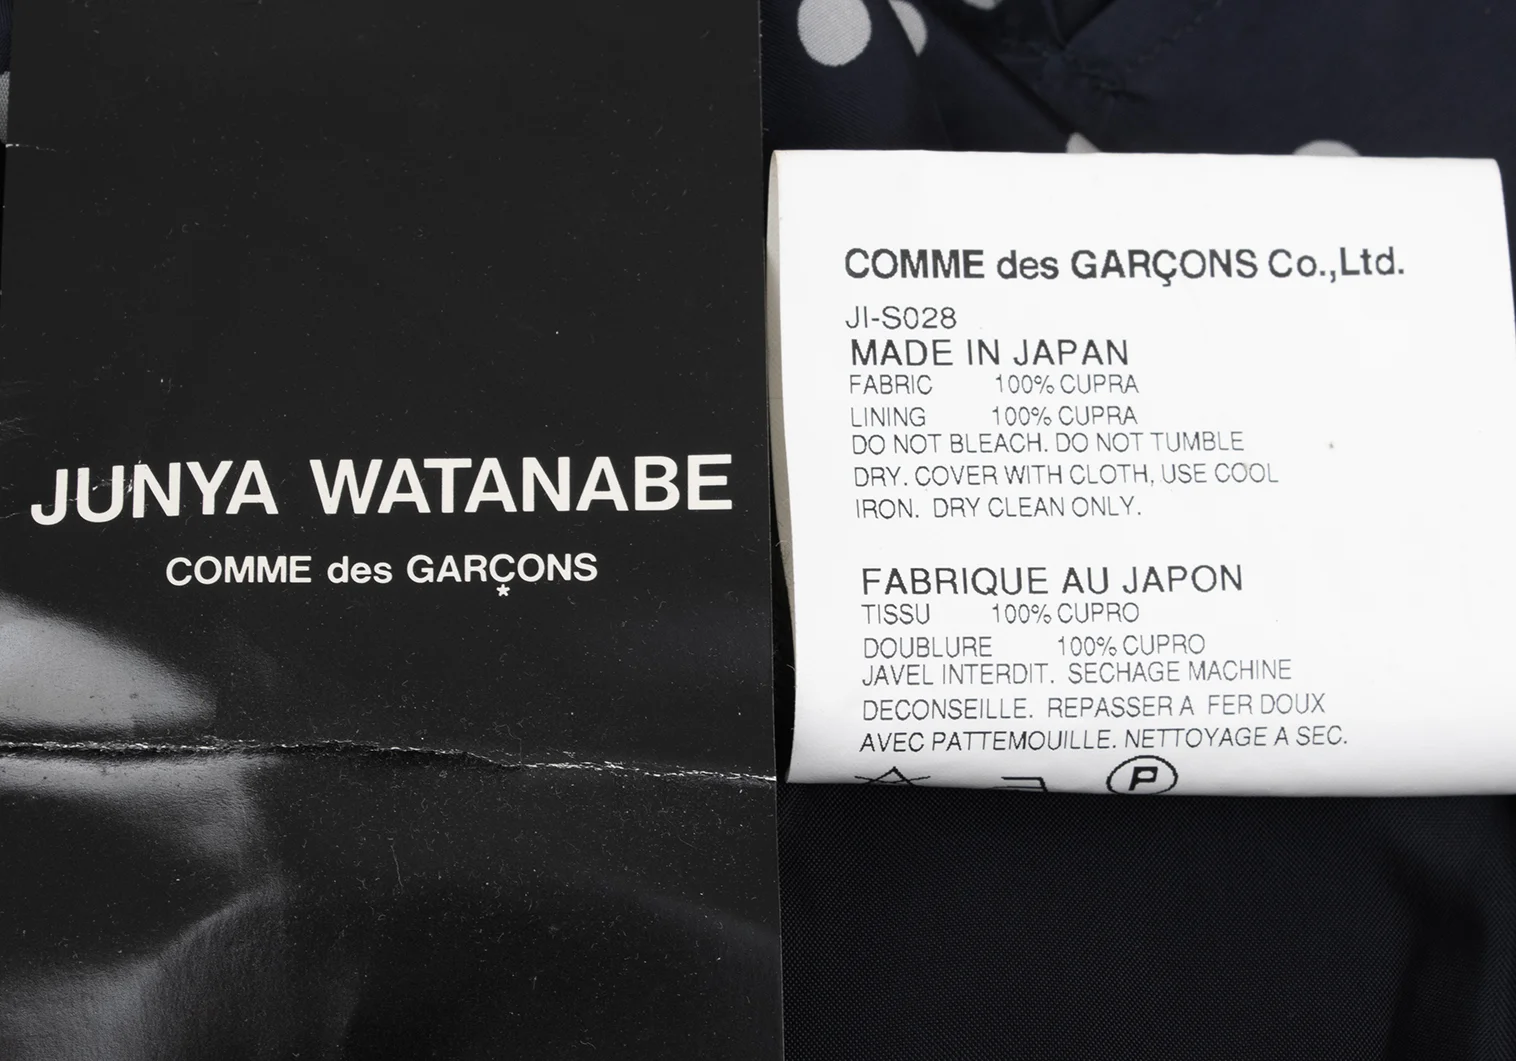 JUNYA WATANABE
COMME des GARÇONS
*
COMME des GARÇONS Co.,Ltd.
JI-S028
MADE IN JAPAN
FABRIC 100% CUPRA
LINING 100% CUPRA
DO NOT BLEACH. DO NOT TUMBLE
DRY. COVER WITH CLOTH, USE COOL
IRON. DRY CLEAN ONLY.
FABRIQUE AU JAPON
TISSU 100% CUPRO
DOUBLURE 100% CUPRO
JAVEL INTERDIT. SECHAGE MACHINE
DECONSEILLE. REPASSER A FER DOUX
AVEC PATTEMOUILLE. NETTOYAGE A SEC.
P